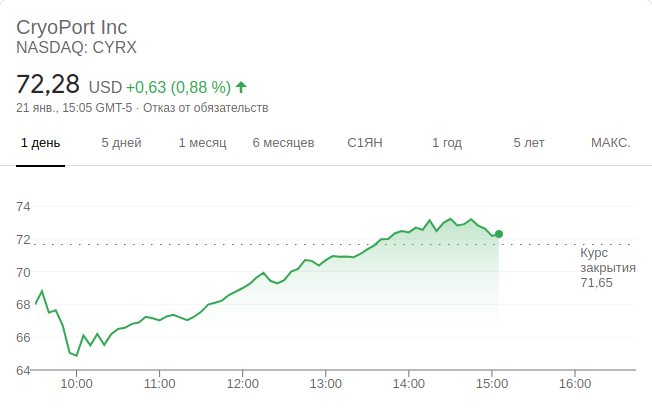 CryoPort Inc
NASDAQ: CYRX
72,28 USD +0,63 (0,88 %)
21 янв., 15:05 GMT-5 · Отказ от обязательств
1 день 5 дней 1 месяц 6 месяцев С1ЯН 1 год 5 лет МАКС.
74
72
70
68
66
64
Курс
закрытия
71,65
10:00 11:00 12:00 13:00 14:00 15:00 16:00